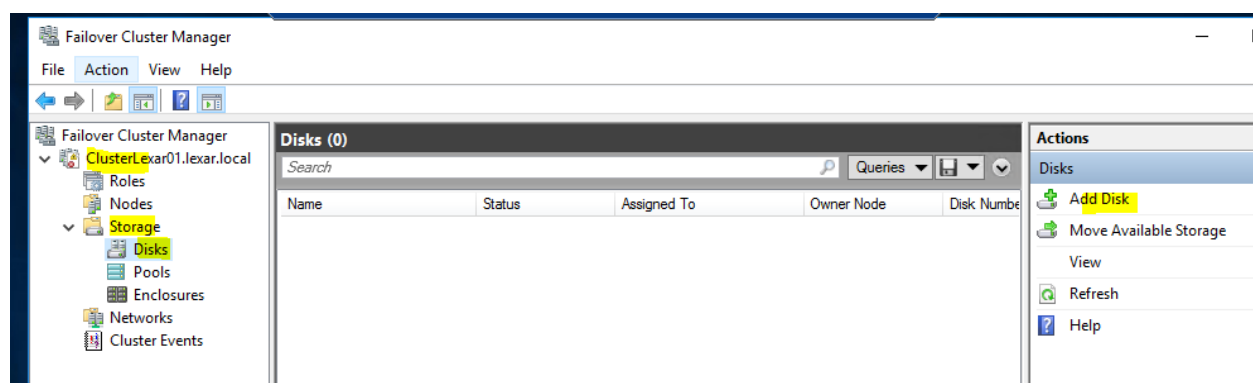 Failover Cluster Manager
File Action View Help
Failover Cluster Manager
ClusterLexar01.lexar.local
Roles
Nodes
Storage
Disks
Pools
Enclosures
Networks
Cluster Events
Disks (0)
Search Queries
Name Status Assigned To Owner Node Disk Numbe
Actions
Disks
Add Disk
Move Available Storage
View
Refresh
Help